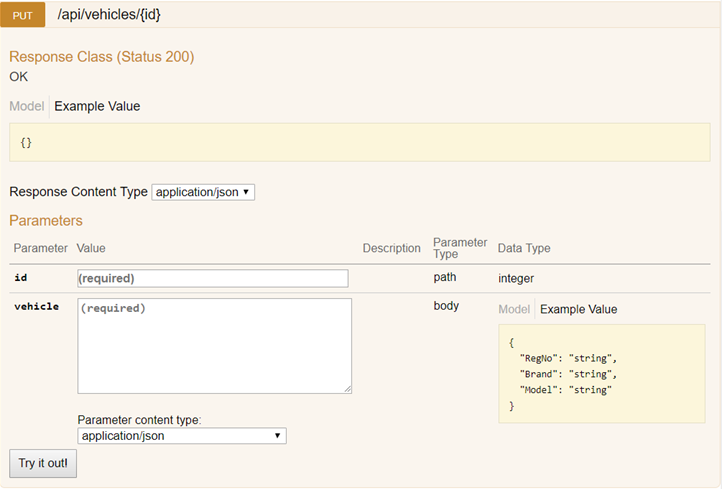 PUT /api/vehicles/{id}
Response Class (Status 200)
OK
Model Example Value
{}
Response Content Type application/json
Parameters
Parameter Value Description Parameter Type Data Type
id (required) path integer
vehicle (required) body Model Example Value
{
"RegNo": "string",
"Brand": "string",
"Model": "string"
}
Parameter content type:
application/json
Try it out!